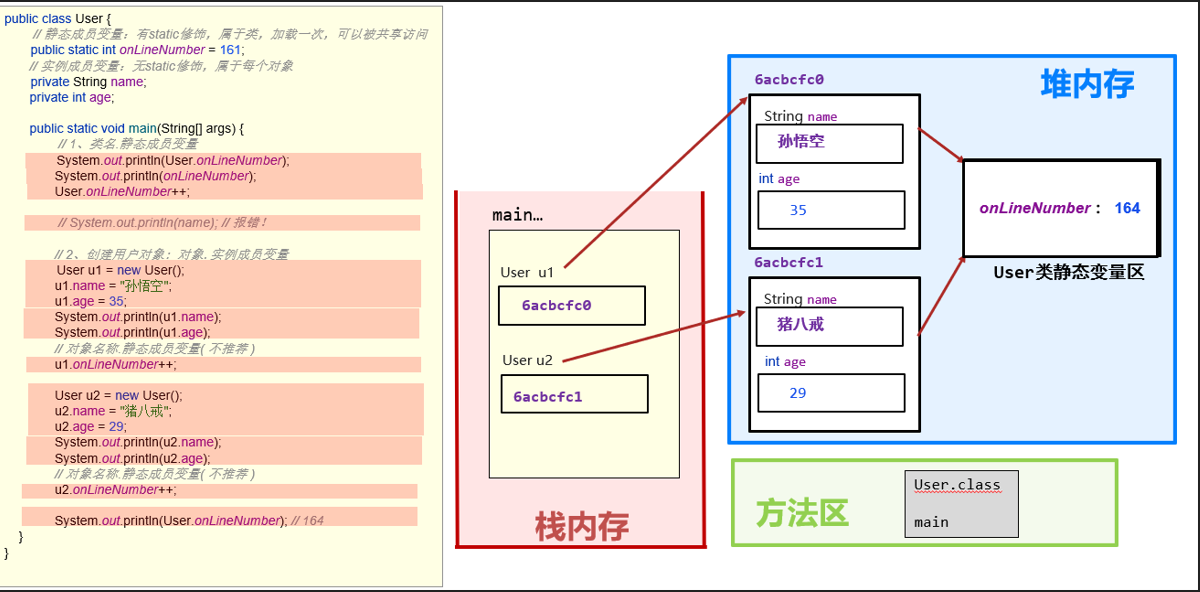 public class User {
// 静态成员变量：有static修饰，属于类，加载一次，可以被共享访问
public static int onLineNumber = 161;
// 实例成员变量：无static修饰，属于每个对象
private String name;
private int age;
public static void main(String[] args) {
// 1、类名.静态成员变量
System.out.println(User.onLineNumber);
System.out.println(onLineNumber);
User.onLineNumber++;
// System.out.println(name); // 报错！
// 2、创建用户对象：对象.实例成员变量
User u1 = new User();
u1.name = "孙悟空";
u1.age = 35;
System.out.println(u1.name);
System.out.println(u1.age);
// 对象名称.静态成员变量( 不推荐 )
u1.onLineNumber++;
User u2 = new User();
u2.name = "猪八戒";
u2.age = 29;
System.out.println(u2.name);
System.out.println(u2.age);
// 对象名称.静态成员变量( 不推荐 )
u2.onLineNumber++;
System.out.println(User.onLineNumber); // 164
}
}
main…
User u1
6acbcfc0
User u2
6acbcfc1
栈内存
堆内存
6acbcfc0
String name
孙悟空
int age
35
6acbcfc1
String name
猪八戒
int age
29
onLineNumber： 164
User类静态变量区
方法区
User.class
main